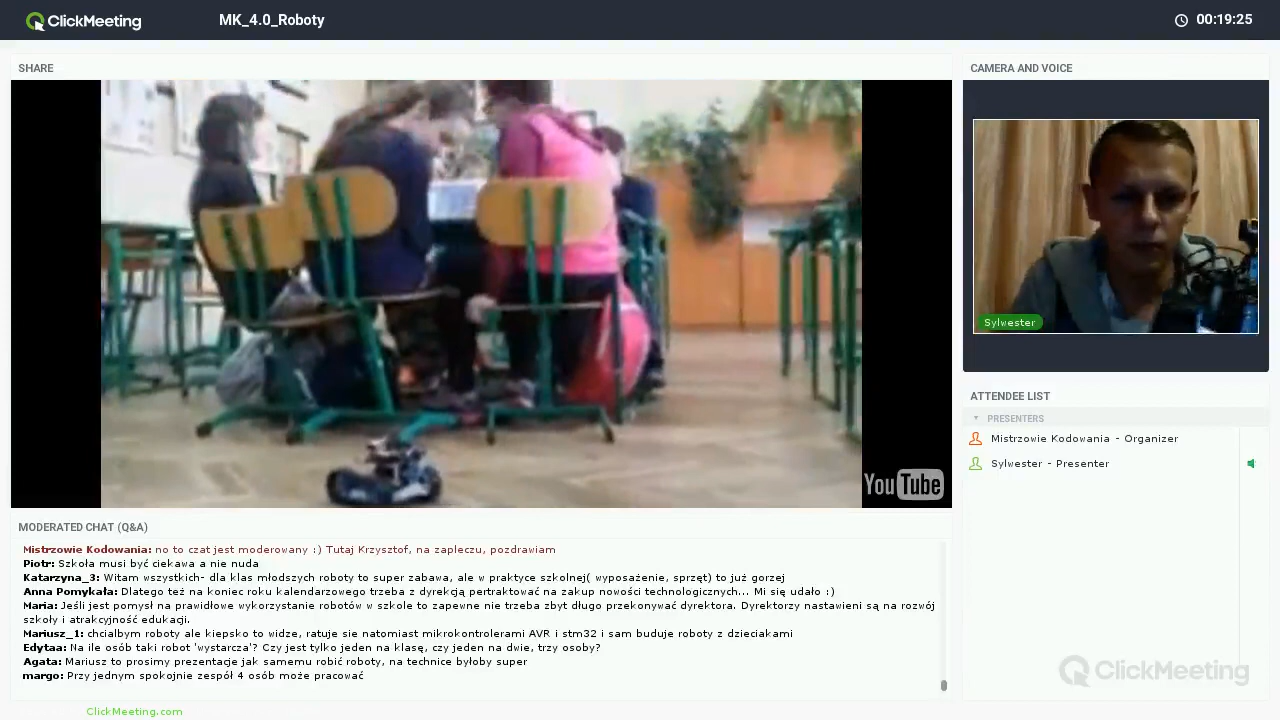 ClickMeeting
MK_4.0_Roboty
00:19:25
SHARE
CAMERA AND VOICE
YouTube
Sylwester
ATTENDEE LIST
PRESENTERS
Mistrzowie Kodowania - Organizer
Sylwester - Presenter
MODERATED CHAT (Q&A)
Mistrzowie Kodowania: no to czat jest moderowany :) Tutaj Krzysztof, na zapleczu, pozdrawiam
Piotr: Szkoła musi być ciekawa a nie nuda
Katarzyna_3: Witam wszystkich- dla klas młodszych roboty to super zabawa, ale w praktyce szkolnej( wyposażenie, sprzęt) to już gorzej
Anna Pomykała: Dlatego też na koniec roku kalendarzowego trzeba z dyrekcją pertraktować na zakup nowości technologicznych... Mi się udało :)
Maria: Jeśli jest pomysł na prawidłowe wykorzystanie robotów w szkole to zapewne nie trzeba zbyt długo przekonywać dyrektora. Dyrektorzy nastawieni są na rozwój
szkoły i atrakcyjność edukacji.
Mariusz_1: chcialbym roboty ale kiepsko to widze, ratuje sie natomiast mikrokontrolerami AVR i stm32 i sam buduje roboty z dzieciakami
Edytaa: Na ile osób taki robot 'wystarcza'? Czy jest tylko jeden na klasę, czy jeden na dwie, trzy osoby?
Agata: Mariusz to prosimy prezentacje jak samemu robić roboty, na technice byłoby super
margo: Przy jednym spokojnie zespół 4 osób może pracować
ClickMeeting
ClickMeeting.com